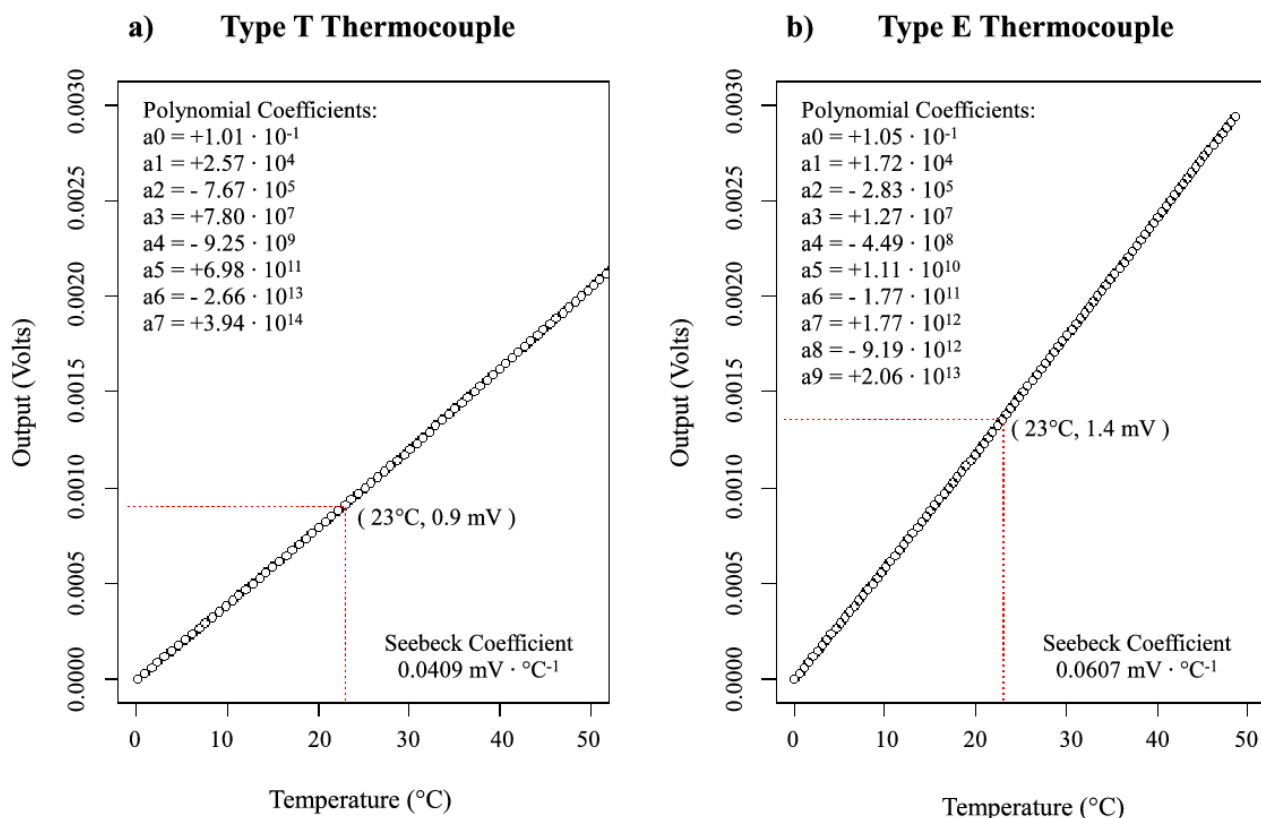 a) Type T Thermocouple
Output (Volts)
0.0030
0.0025
0.0020
0.0015
0.0010
0.0005
0.0000
Polynomial Coefficients:
a0 = +1.01 · 10⁻¹
a1 = +2.57 · 10⁴
a2 = - 7.67 · 10⁵
a3 = +7.80 · 10⁷
a4 = - 9.25 · 10⁹
a5 = +6.98 · 10¹¹
a6 = - 2.66 · 10¹³
a7 = +3.94 · 10¹⁴
( 23°C, 0.9 mV )
Seebeck Coefficient
0.0409 mV · °C⁻¹
0 10 20 30 40 50
Temperature (°C)
b) Type E Thermocouple
Output (Volts)
0.0030
0.0025
0.0020
0.0015
0.0010
0.0005
0.0000
Polynomial Coefficients:
a0 = +1.05 · 10⁻¹
a1 = +1.72 · 10⁴
a2 = - 2.83 · 10⁵
a3 = +1.27 · 10⁷
a4 = - 4.49 · 10⁸
a5 = +1.11 · 10¹⁰
a6 = - 1.77 · 10¹¹
a7 = +1.77 · 10¹²
a8 = - 9.19 · 10¹²
a9 = +2.06 · 10¹³
( 23°C, 1.4 mV )
Seebeck Coefficient
0.0607 mV · °C⁻¹
0 10 20 30 40 50
Temperature (°C)